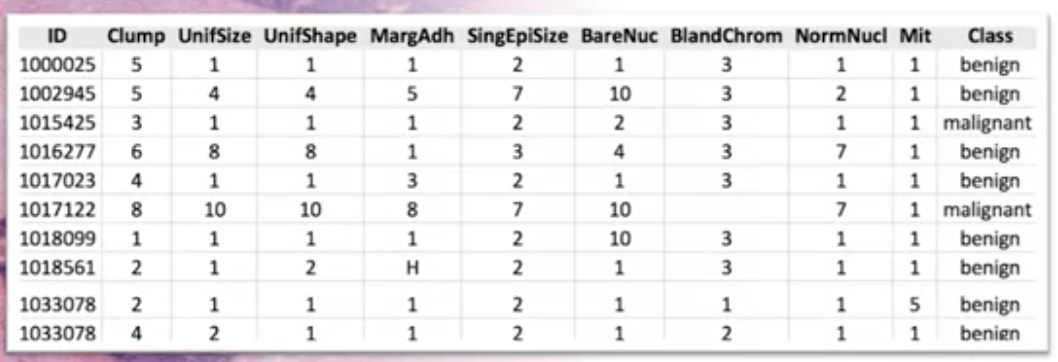 ID Clump UnifSize UnifShape MargAdh SingEpiSize BareNuc BlandChrom NormNucl Mit Class
1000025 5 1 1 1 2 1 3 1 1 benign
1002945 5 4 4 5 7 10 3 2 1 benign
1015425 3 1 1 1 2 2 3 1 1 malignant
1016277 6 8 8 1 3 4 3 7 1 benign
1017023 4 1 1 3 2 1 3 1 1 benign
1017122 8 10 10 8 7 10 7 1 malignant
1018099 1 1 1 1 2 10 3 1 1 benign
1018561 2 1 2 H 2 1 3 1 1 benign
1033078 2 1 1 1 2 1 1 1 5 benign
1033078 4 2 1 1 2 1 2 1 1 benign